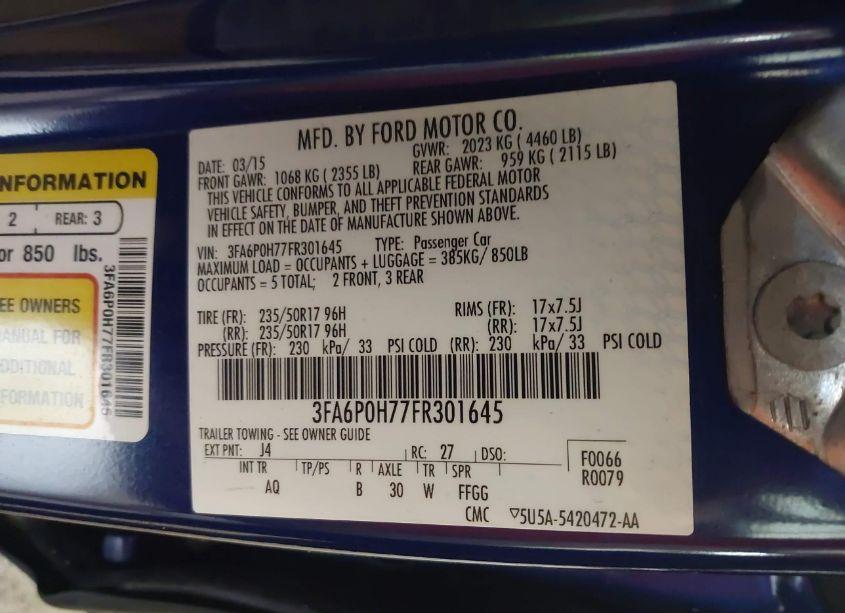 MFD. BY FORD MOTOR CO.
DATE: 03/15 GVWR: 2023 KG ( 4460 LB)
FRONT GAWR: 1068 KG ( 2355 LB) REAR GAWR: 959 KG ( 2115 LB)
THIS VEHICLE CONFORMS TO ALL APPLICABLE FEDERAL MOTOR
VEHICLE SAFETY, BUMPER, AND THEFT PREVENTION STANDARDS
IN EFFECT ON THE DATE OF MANUFACTURE SHOWN ABOVE.
VIN: 3FA6P0H77FR301645 TYPE: Passenger Car
MAXIMUM LOAD = OCCUPANTS + LUGGAGE = 385KG/ 850LB
OCCUPANTS = 5 TOTAL; 2 FRONT, 3 REAR
TIRE (FR): 235/50R17 96H RIMS (FR): 17x7.5J
(RR): 235/50R17 96H (RR): 17x7.5J
PRESSURE (FR): 230 kPa/ 33 PSI COLD (RR): 230 kPa/ 33 PSI COLD
3FA6P0H77FR301645
TRAILER TOWING - SEE OWNER GUIDE
EXT PNT: J4 RC: 27 DSO:
INT TR TP/PS R AXLE TR SPR
AQ B 30 W FFGG
F0066
R0079
CMC ▽5U5A-5420472-AA
NFORMATION
2 REAR: 3
or 850 lbs.
EE OWNERS
ANUAL FOR
DDITIONAL
NFORMATION
3FA6P0H77FR301645